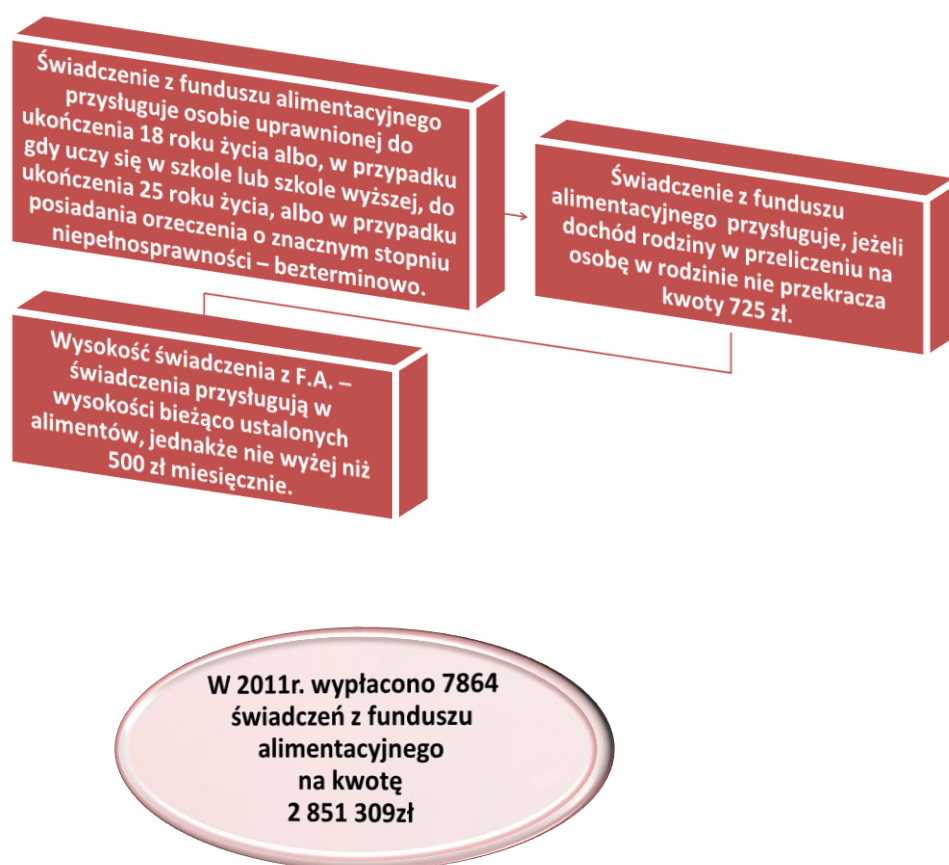 Świadczenie z funduszu alimentacyjnego
przysługuje osobie uprawnionej do
ukończenia 18 roku życia albo, w przypadku
gdy uczy się w szkole lub szkole wyższej, do
ukończenia 25 roku życia, albo w przypadku
posiadania orzeczenia o znacznym stopniu
niepełnosprawności – bezterminowo.
Świadczenie z funduszu
alimentacyjnego przysługuje, jeżeli
dochód rodziny w przeliczeniu na
osobę w rodzinie nie przekracza
kwoty 725 zł.
Wysokość świadczenia z F.A. –
świadczenia przysługują w
wysokości bieżąco ustalonych
alimentów, jednakże nie wyżej niż
500 zł miesięcznie.
W 2011r. wypłacono 7864
świadczeń z funduszu
alimentacyjnego
na kwotę
2 851 309zł